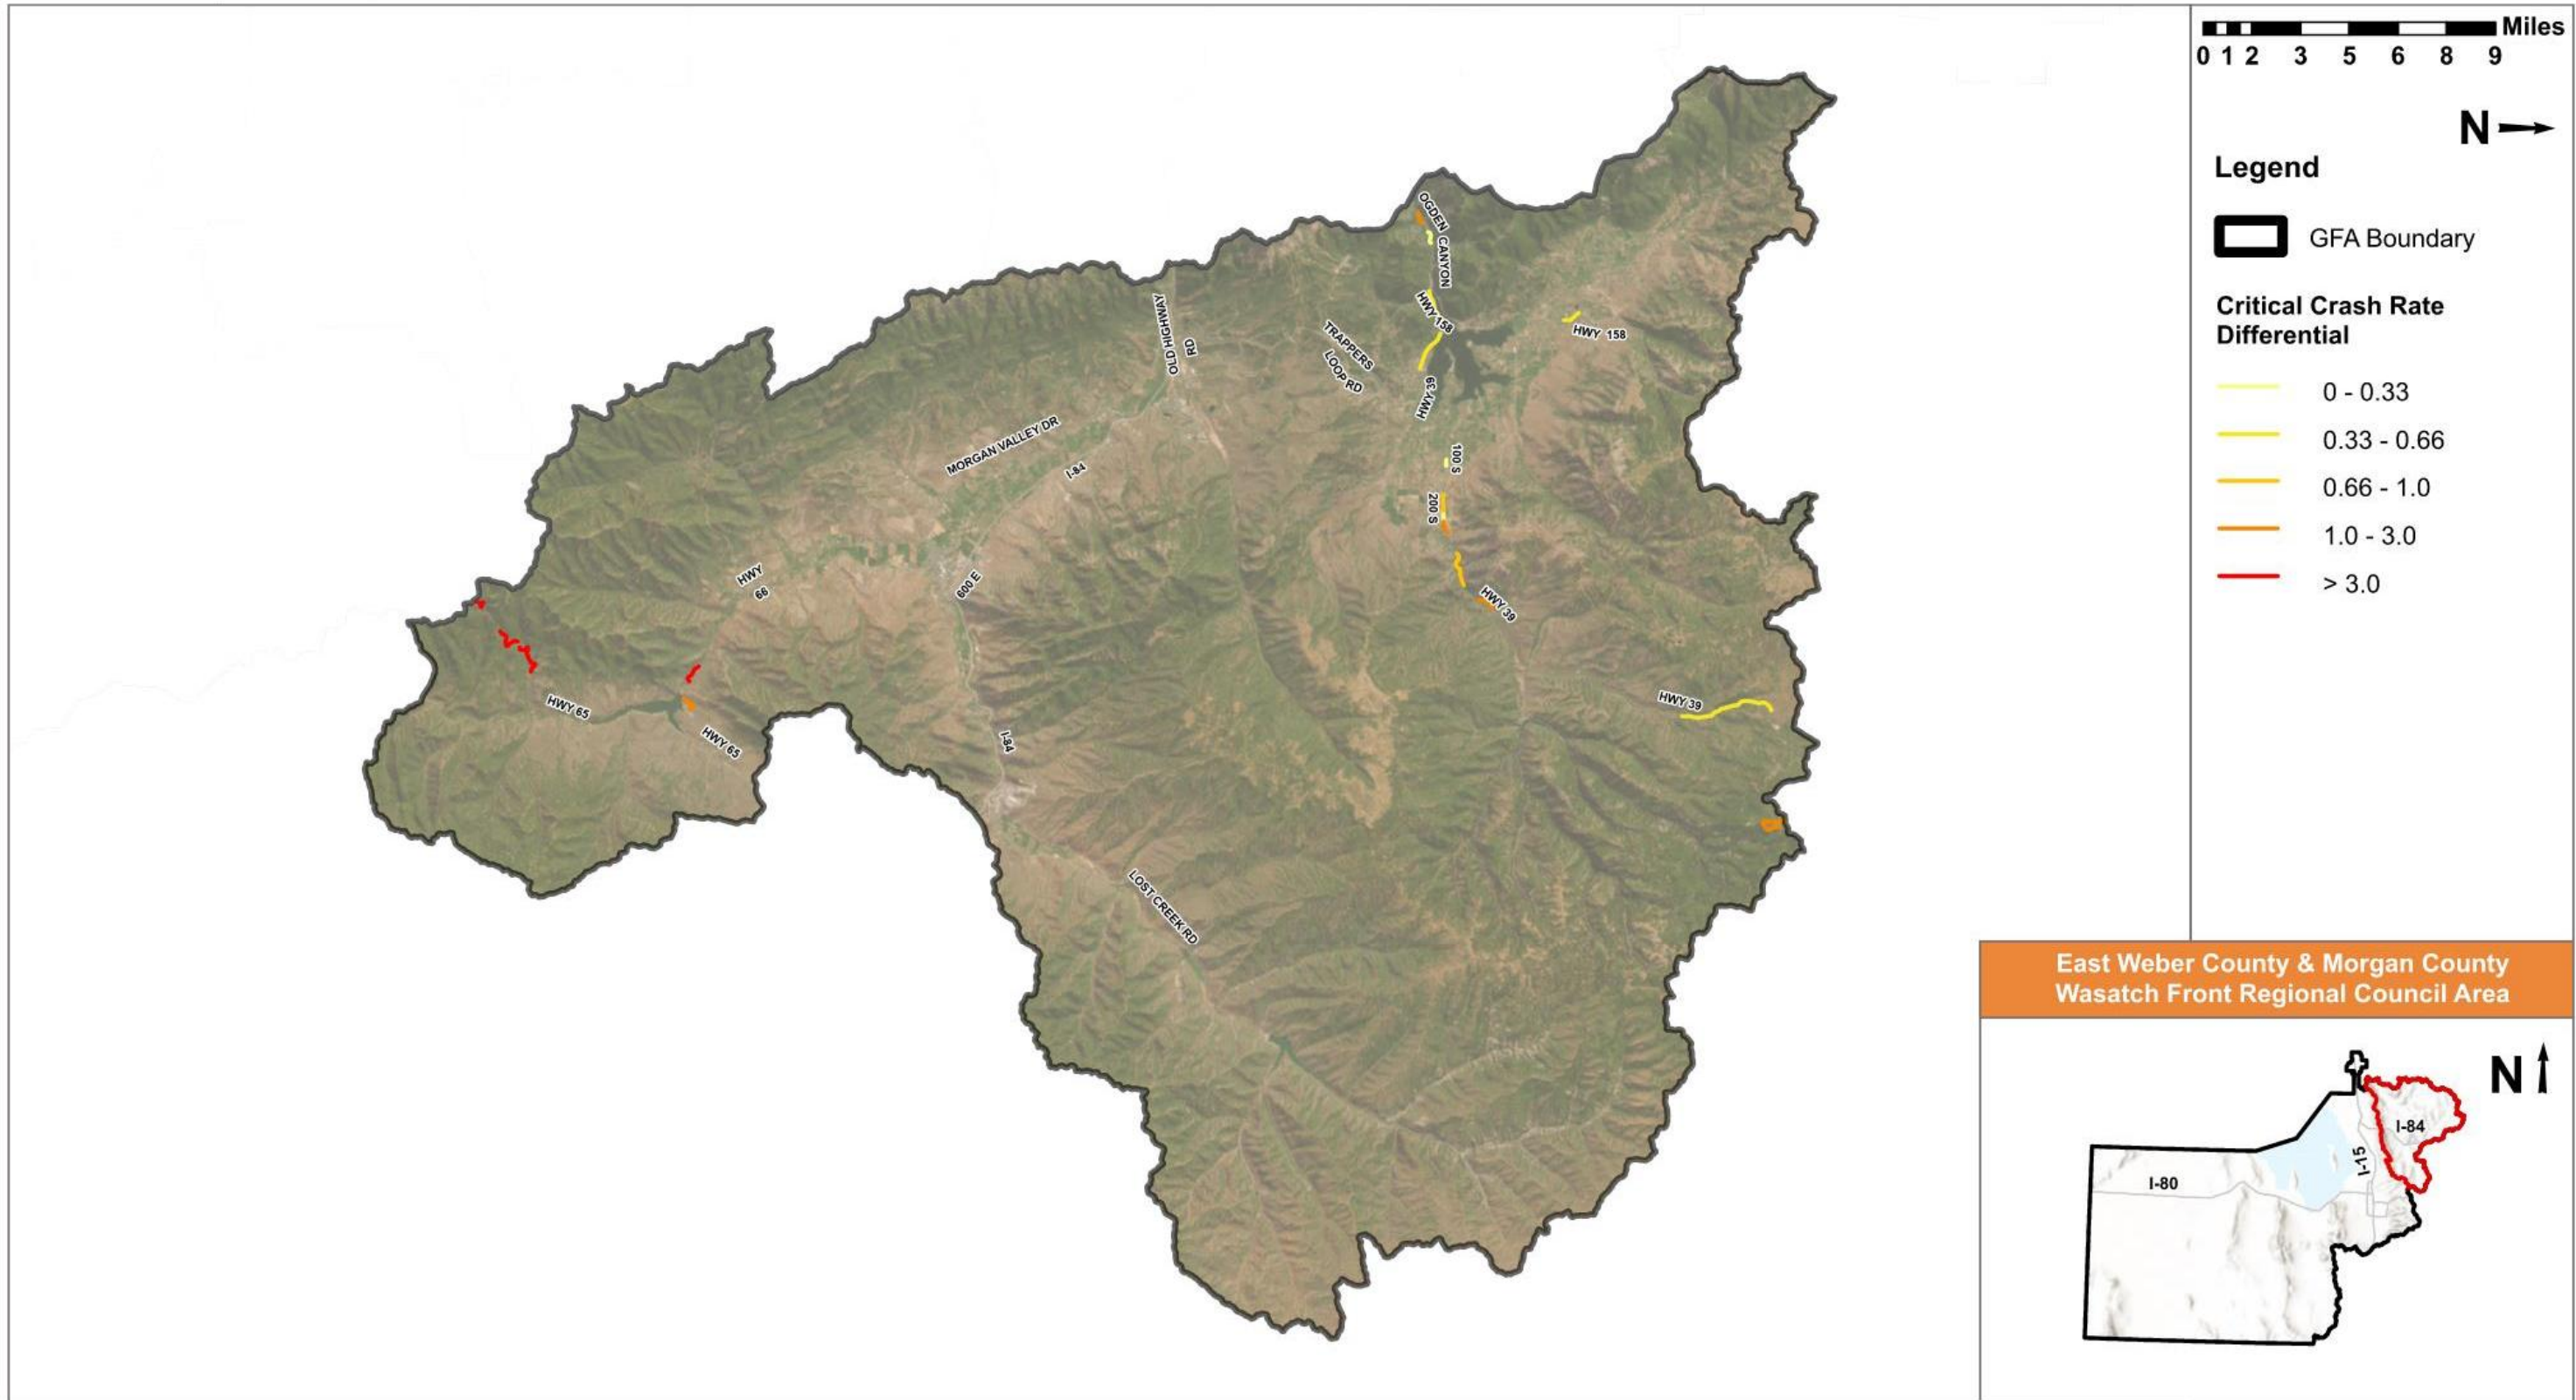 Miles
0 1 2 3 5 6 8 9
N
Legend
GFA Boundary
Critical Crash Rate
Differential
0 - 0.33
0.33 - 0.66
0.66 - 1.0
1.0 - 3.0
> 3.0
OGDEN CANYON
HWY 158
HWY 158
OLD HIGHWAY
RD
TRAPPERS
LOOP RD
HWY 39
MORGAN VALLEY DR
I-84
100 S
200 S
HWY
66
600 E
HWY 39
HWY 65
HWY 65
I-84
HWY 39
LOST CREEK RD
East Weber County & Morgan County
Wasatch Front Regional Council Area
N
I-84
I-15
I-80